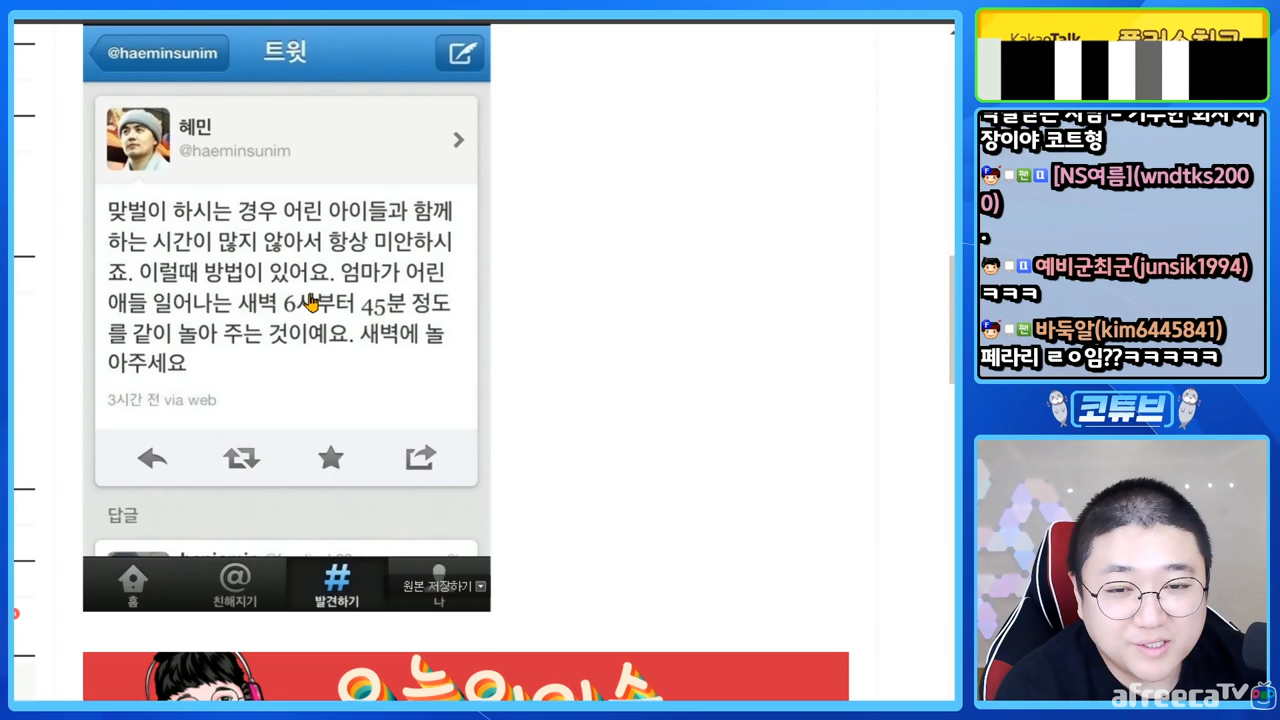 @haeminsunim
트윗
혜민
@haeminsunim
맞벌이 하시는 경우 어린 아이들과 함께
하는 시간이 많지 않아서 항상 미안하시
죠. 이럴때 방법이 있어요. 엄마가 어린
애들 일어나는 새벽 6시부터 45분 정도
를 같이 놀아 주는 것이예요. 새벽에 놀
아주세요
3시간 전 via web
답글
홈
친해지기
발견하기
나
원본 저장하기
KakaoTalk
장이야 코트형
[NS여름](wndtks200
0)
.
예비군최군(junsik1994)
ㅋㅋㅋ
바둑알(kim6445841)
페라리 ㄹㅇ임??ㅋㅋㅋㅋㅋ
코튜브
afreecaTV